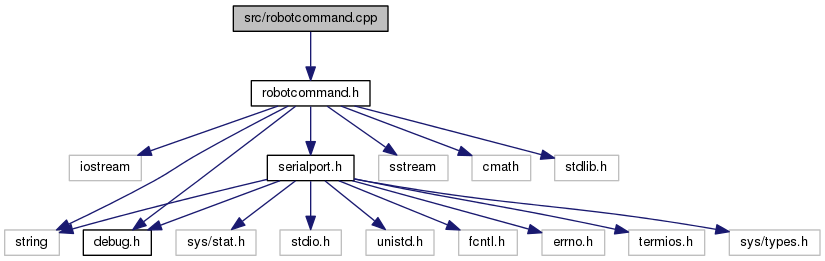 src/robotcommand.cpp
robotcommand.h
iostream
serialport.h
sstream
cmath
stdlib.h
string
debug.h
sys/stat.h
stdio.h
unistd.h
fcntl.h
errno.h
termios.h
sys/types.h